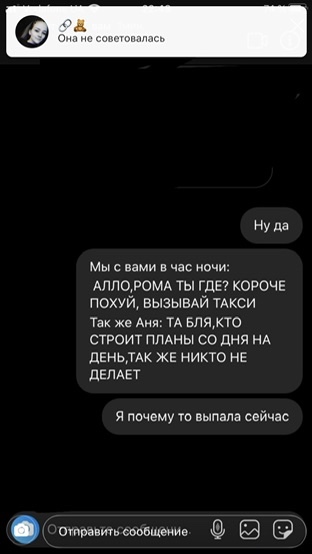 Она не советовалась
Ну да
Мы с вами в час ночи:
АЛЛО,РОМА ТЫ ГДЕ? КОРОЧЕ
ПОХУЙ, ВЫЗЫВАЙ ТАКСИ
Так же Аня: ТА БЛЯ,КТО
СТРОИТ ПЛАНЫ СО ДНЯ НА
ДЕНЬ,ТАК ЖЕ НИКТО НЕ
ДЕЛАЕТ
Я почему то выпала сейчас
Отправить сообщение